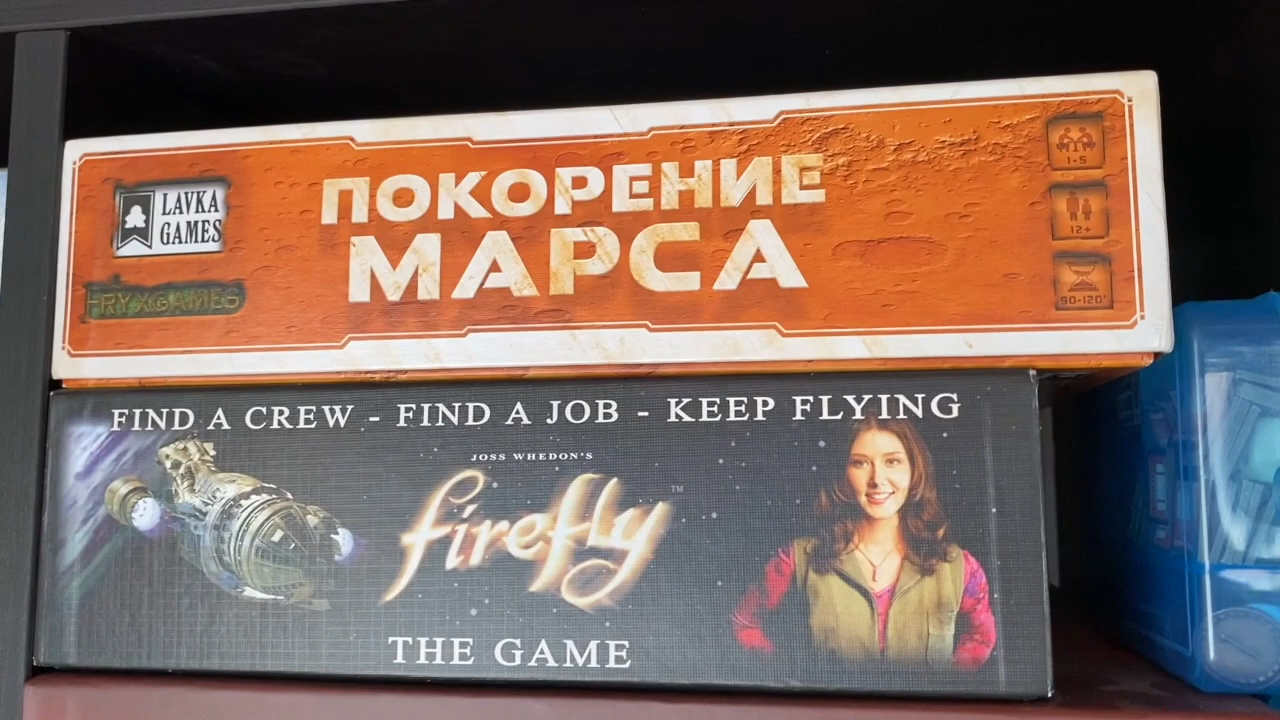 LAVKA
GAMES
FRYXGAMES
ПОКОРЕНИЕ
МАРСА
1-5
12+
90-120'
FIND A CREW - FIND A JOB - KEEP FLYING
JOSS WHEDON'S
firefly™
THE GAME